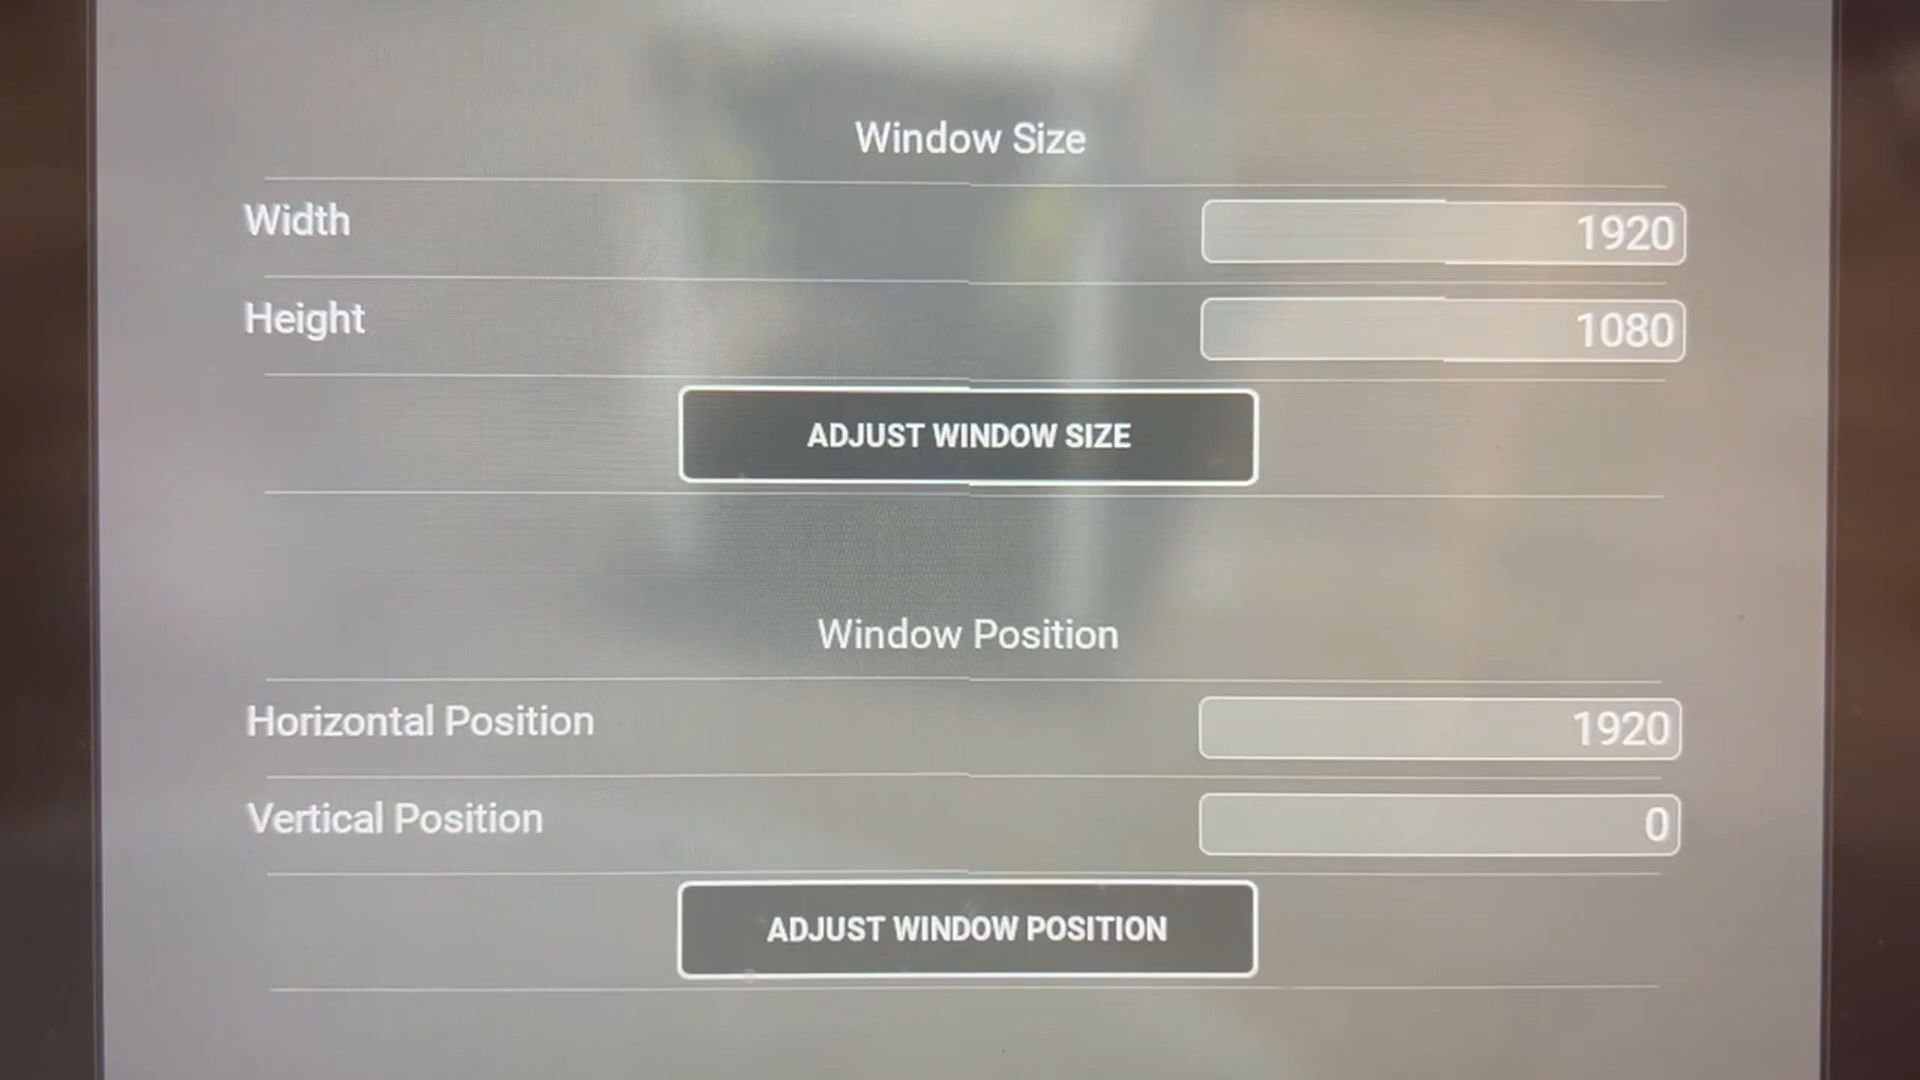 Window Size
Width 1920
Height 1080
ADJUST WINDOW SIZE
Window Position
Horizontal Position 1920
Vertical Position 0
ADJUST WINDOW POSITION